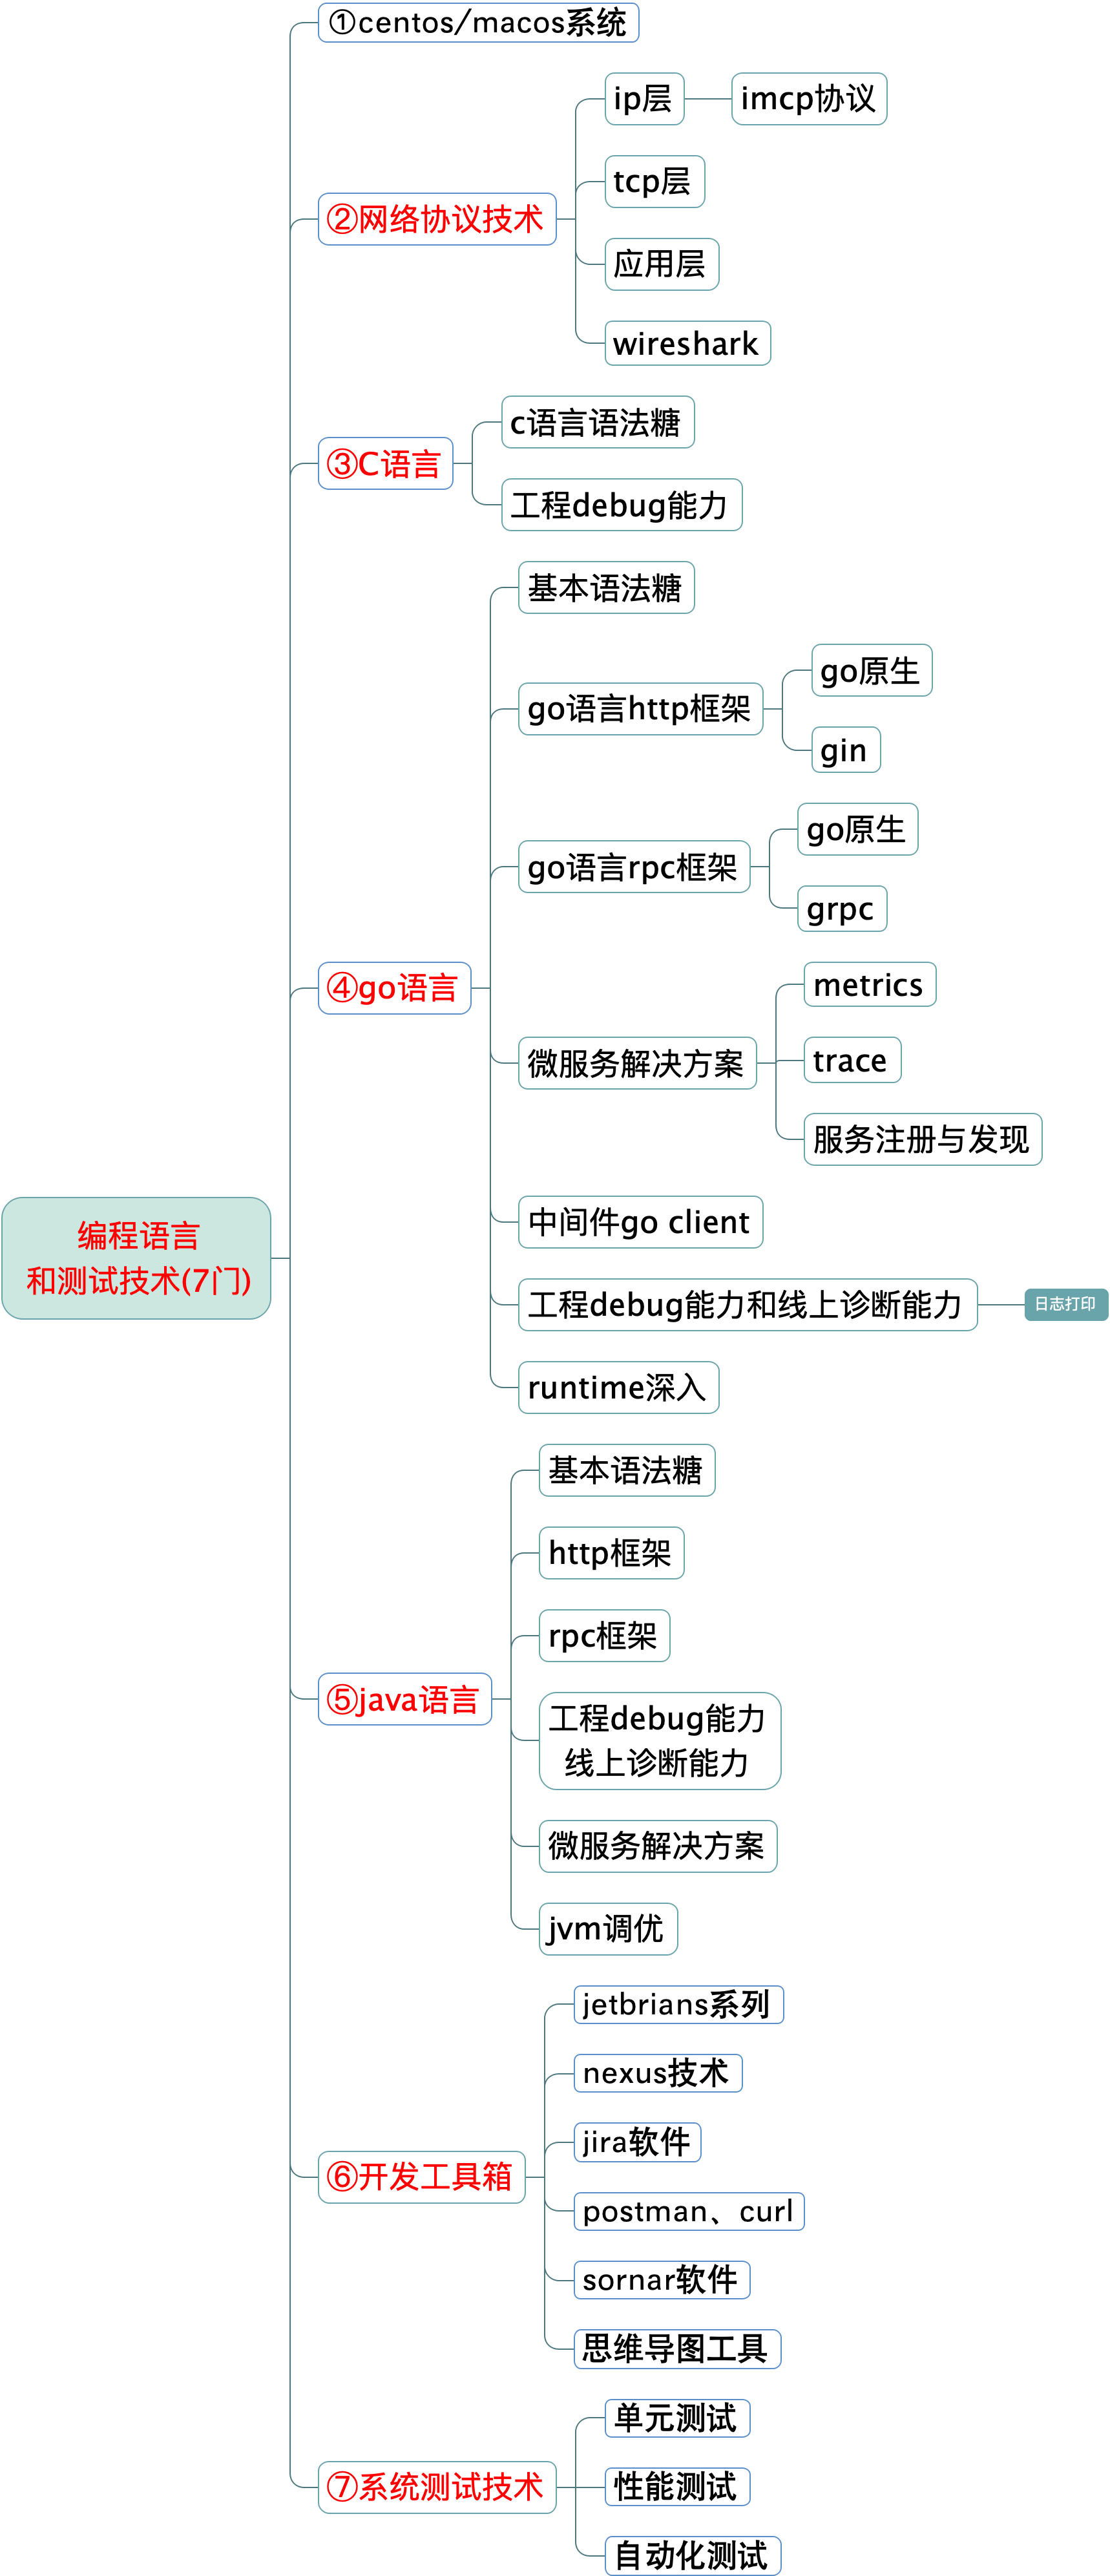 ①centos/macos系统
ip层
imcp协议
tcp层
②网络协议技术
应用层
wireshark
c语言语法糖
③C语言
工程debug能力
基本语法糖
go原生
go语言http框架
gin
go原生
go语言rpc框架
grpc
④go语言
metrics
微服务解决方案
trace
服务注册与发现
中间件go client
编程语言
和测试技术(7门)
工程debug能力和线上诊断能力
日志打印
runtime深入
基本语法糖
http框架
rpc框架
⑤java语言
工程debug能力
线上诊断能力
微服务解决方案
jvm调优
jetbrians系列
nexus技术
jira软件
⑥开发工具箱
postman、curl
sornar软件
思维导图工具
单元测试
⑦系统测试技术
性能测试
自动化测试